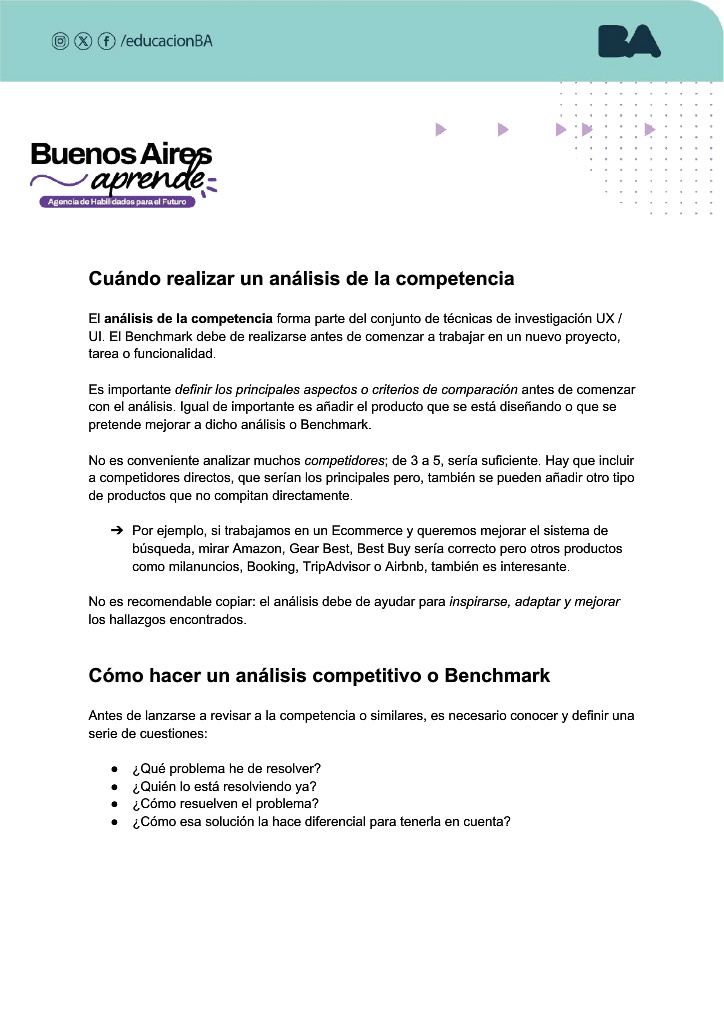 /educacionBA
BA
Buenos Aires
aprende
Agencia de Habilidades para el Futuro
Cuándo realizar un análisis de la competencia
El análisis de la competencia forma parte del conjunto de técnicas de investigación UX /
UI. El Benchmark debe de realizarse antes de comenzar a trabajar en un nuevo proyecto,
tarea o funcionalidad.
Es importante definir los principales aspectos o criterios de comparación antes de comenzar
con el análisis. Igual de importante es añadir el producto que se está diseñando o que se
pretende mejorar a dicho análisis o Benchmark.
No es conveniente analizar muchos competidores; de 3 a 5, sería suficiente. Hay que incluir
a competidores directos, que serían los principales pero, también se pueden añadir otro tipo
de productos que no compitan directamente.
➔ Por ejemplo, si trabajamos en un Ecommerce y queremos mejorar el sistema de
búsqueda, mirar Amazon, Gear Best, Best Buy sería correcto pero otros productos
como milanuncios, Booking, TripAdvisor o Airbnb, también es interesante.
No es recomendable copiar: el análisis debe de ayudar para inspirarse, adaptar y mejorar
los hallazgos encontrados.
Cómo hacer un análisis competitivo o Benchmark
Antes de lanzarse a revisar a la competencia o similares, es necesario conocer y definir una
serie de cuestiones:
● ¿Qué problema he de resolver?
● ¿Quién lo está resolviendo ya?
● ¿Cómo resuelven el problema?
● ¿Cómo esa solución la hace diferencial para tenerla en cuenta?